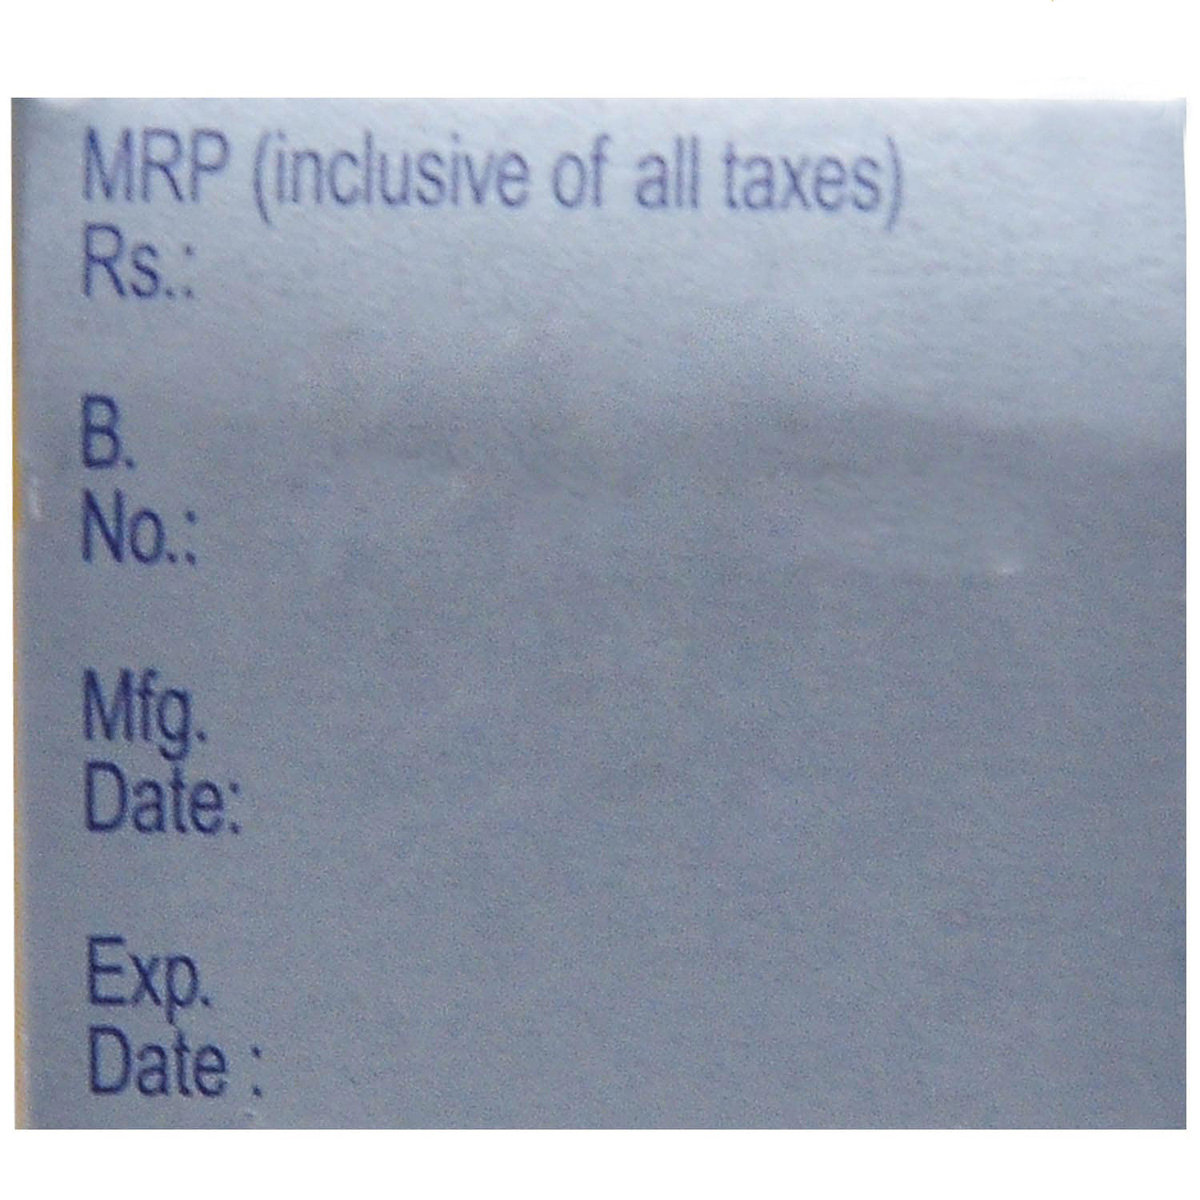 MRP (inclusive of all taxes)
Rs.:
B.
No.:
Mfg.
Date:
Exp.
Date :